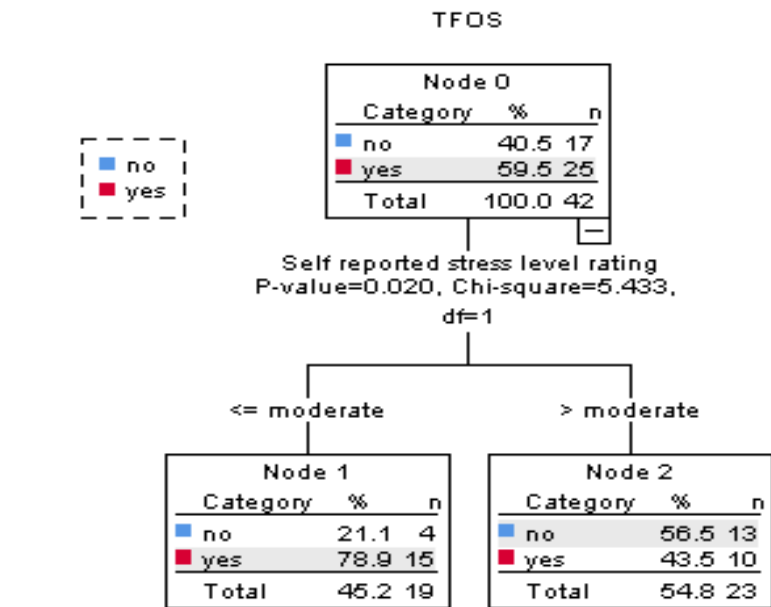 TFOS
Node 0
Category % n
no 40.5 17
yes 59.5 25
Total 100.0 42
no
yes
Self reported stress level rating
P-value=0.020, Chi-square=5.433,
df=1
<= moderate
> moderate
Node 1
Category % n
no 21.1 4
yes 78.9 15
Total 45.2 19
Node 2
Category % n
no 56.5 13
yes 43.5 10
Total 54.8 23